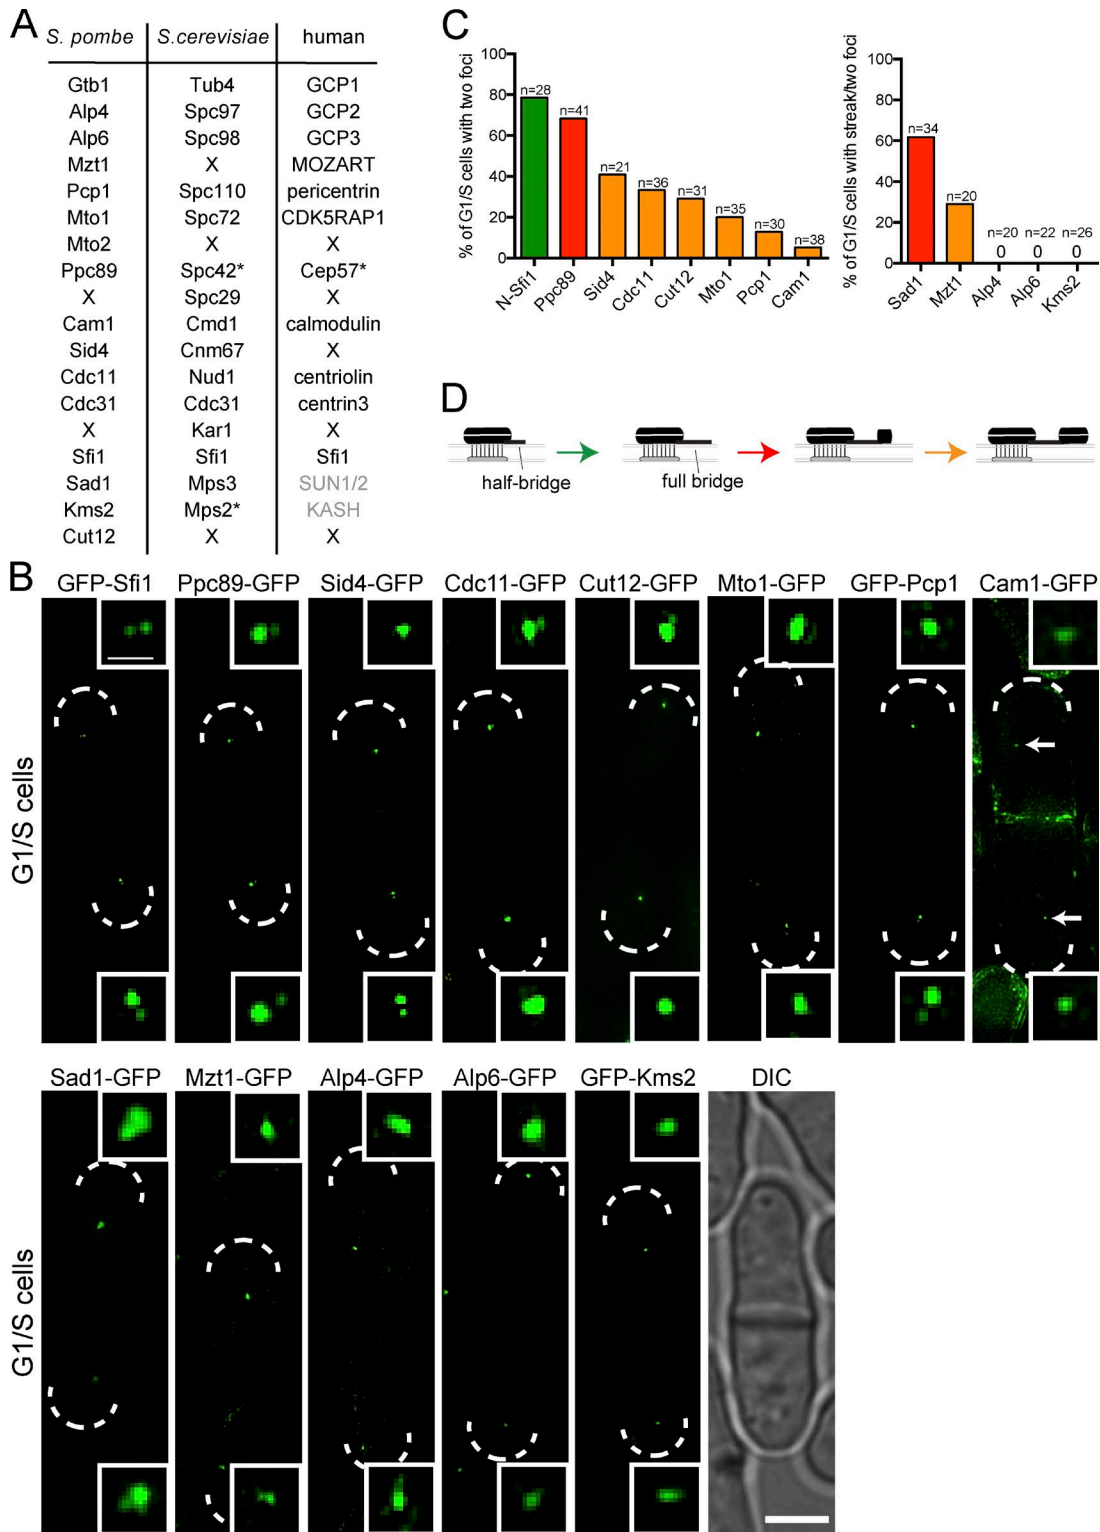 A
S. pombe S.cerevisiae human
Gtb1 Tub4 GCP1
Alp4 Spc97 GCP2
Alp6 Spc98 GCP3
Mzt1 X MOZART
Pcp1 Spc110 pericentrin
Mto1 Spc72 CDK5RAP1
Mto2 X X
Ppc89 Spc42* Cep57*
X Spc29 X
Cam1 Cmd1 calmodulin
Sid4 Cnm67 X
Cdc11 Nud1 centriolin
Cdc31 Cdc31 centrin3
X Kar1 X
Sfi1 Sfi1 Sfi1
Sad1 Mps3 SUN1/2
Kms2 Mps2* KASH
Cut12 X X
C
% of G1/S cells with two foci
100
80
60
40
20
0
n=28
n=41
n=21
n=36
n=31
n=35
n=30
n=38
N-Sfi1
Ppc89
Sid4
Cdc11
Cut12
Mto1
Pcp1
Cam1
% of G1/S cells with streak/two foci
100
80
60
40
20
0
n=34
n=20
n=20
0
n=22
0
n=26
0
Sad1
Mzt1
Alp4
Alp6
Kms2
D
half-bridge
full bridge
B
GFP-Sfi1 Ppc89-GFP Sid4-GFP Cdc11-GFP Cut12-GFP Mto1-GFP GFP-Pcp1 Cam1-GFP
G1/S cells
Sad1-GFP Mzt1-GFP Alp4-GFP Alp6-GFP GFP-Kms2 DIC
G1/S cells